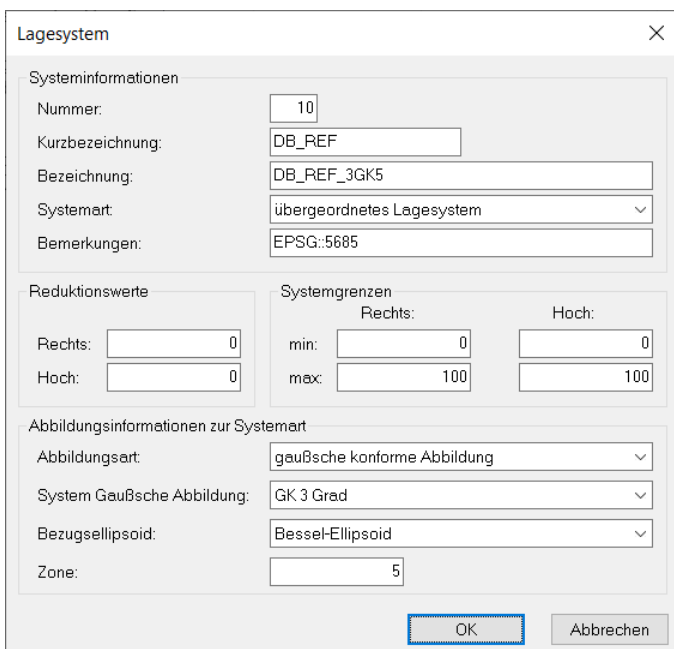 Lagesystem
Systeminformationen
Nummer: 10
Kurzbezeichnung: DB_REF
Bezeichnung: DB_REF_3GK5
Systemart: übergeordnetes Lagesystem
Bemerkungen: EPSG::5685
Reduktionswerte
Rechts: 0
Hoch: 0
Systemgrenzen
Rechts: Hoch:
min: 0 0
max: 100 100
Abbildungsinformationen zur Systemart
Abbildungsart: gaußsche konforme Abbildung
System Gaußsche Abbildung: GK 3 Grad
Bezugsellipsoid: Bessel-Ellipsoid
Zone: 5
OK Abbrechen